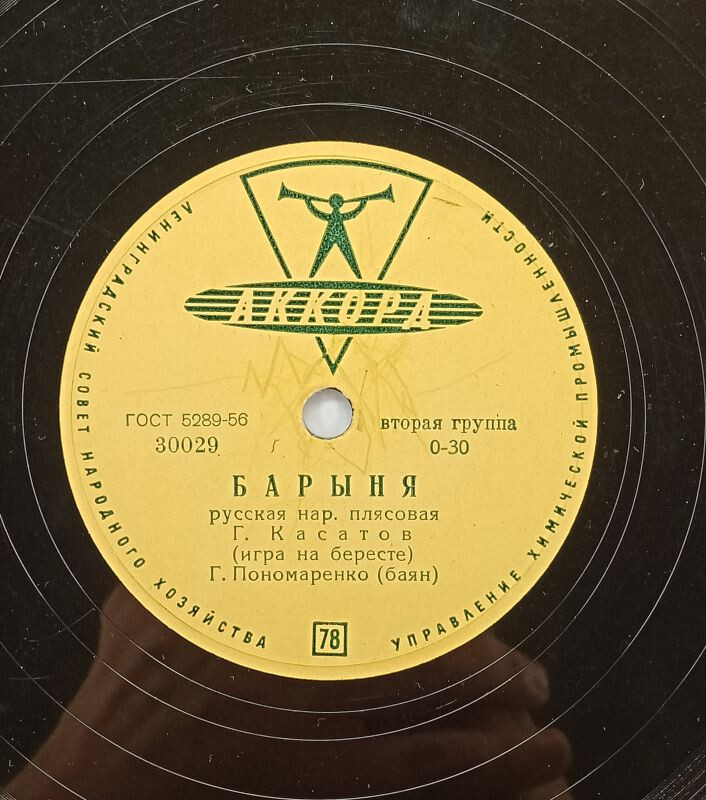 ЛЕНИНГРАДСКИЙ СОВЕТ НАРОДНОГО ХОЗЯЙСТВА
УПРАВЛЕНИЕ ХИМИЧЕСКОЙ ПРОМЫШЛЕННОСТИ
АККОРД
ГОСТ 5289-56
30029
вторая группа
0-30
БАРЫНЯ
русская нар. плясовая
Г. Касатов
(игра на бересте)
Г. Пономаренко (баян)
78